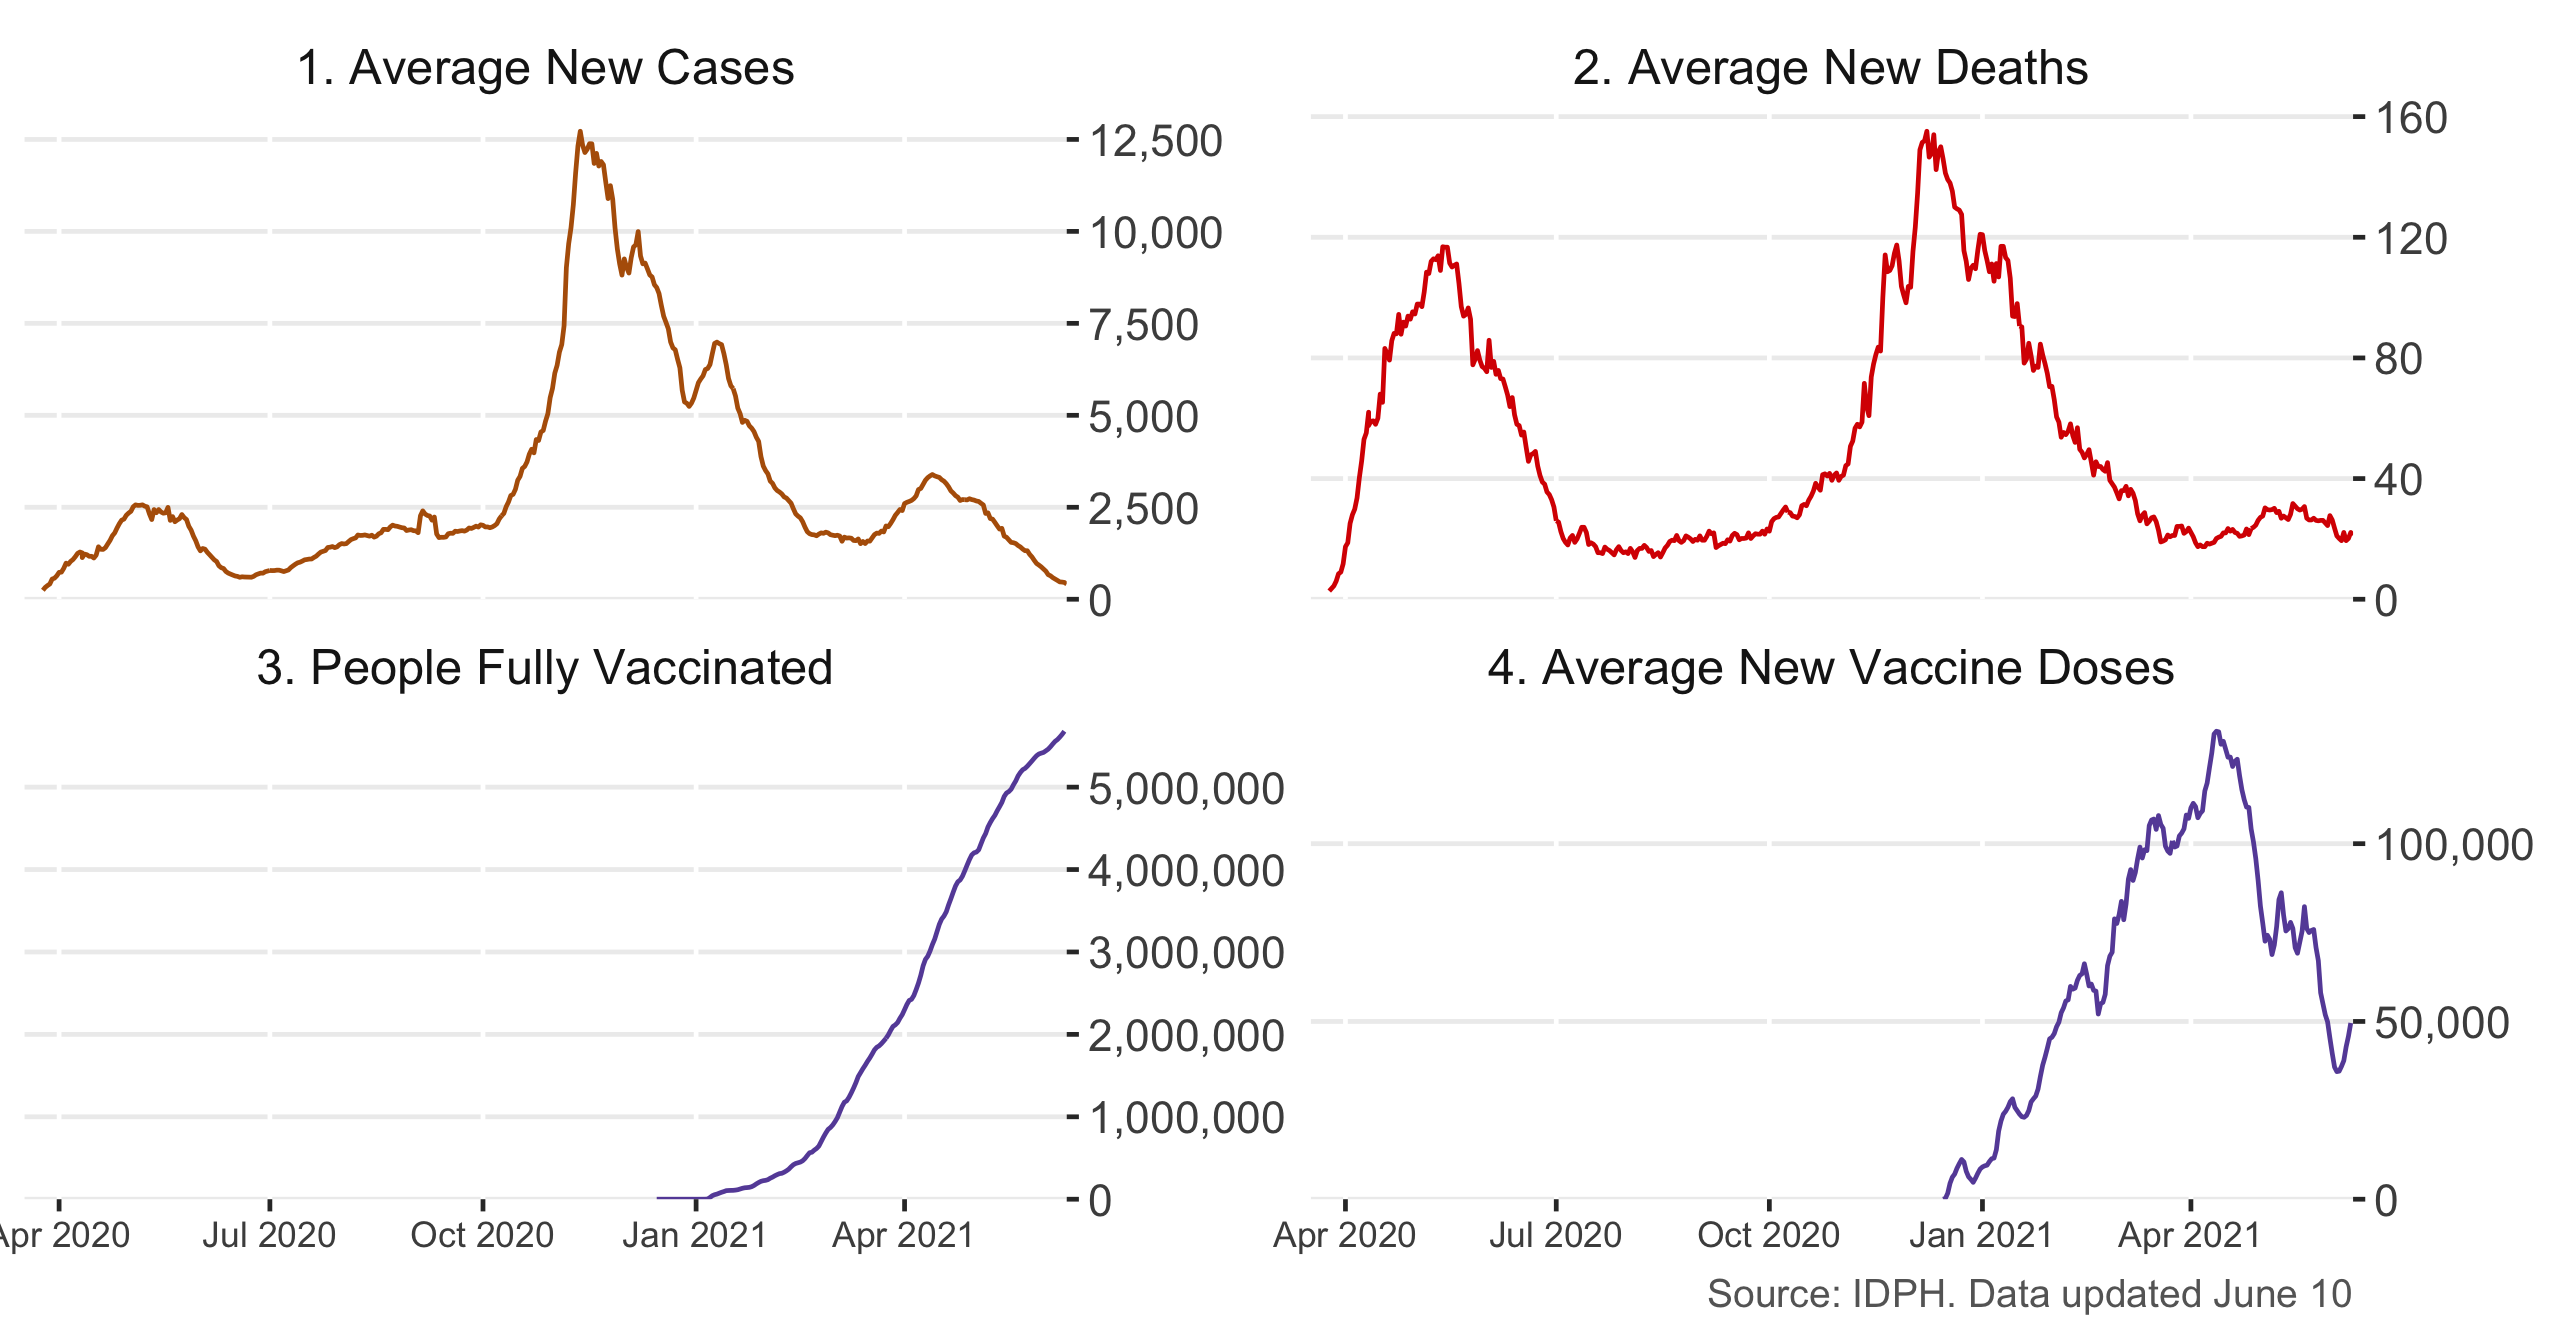 1. Average New Cases
12,500
10,000
7,500
5,000
2,500
0
2. Average New Deaths
160
120
80
40
0
3. People Fully Vaccinated
5,000,000
4,000,000
3,000,000
2,000,000
1,000,000
0
Apr 2020 Jul 2020 Oct 2020 Jan 2021 Apr 2021
4. Average New Vaccine Doses
100,000
50,000
0
Apr 2020 Jul 2020 Oct 2020 Jan 2021 Apr 2021
Source: IDPH. Data updated June 10